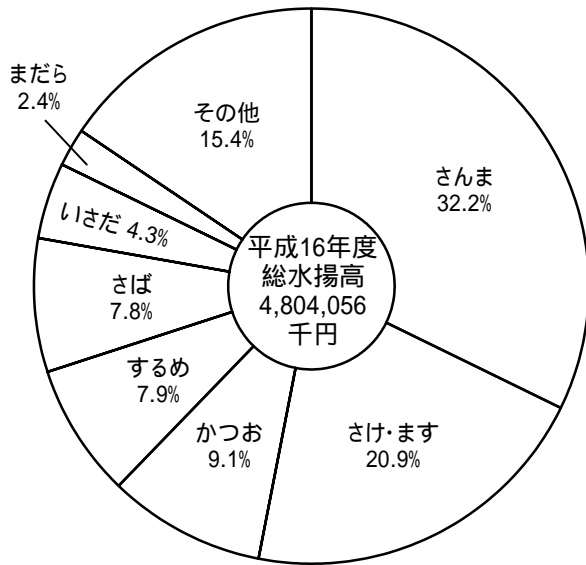 平成16年度
総水揚高
4,804,056
千円
さんま
32.2%
さけ・ます
20.9%
かつお
9.1%
するめ
7.9%
さば
7.8%
いさだ 4.3%
まだら
2.4%
その他
15.4%